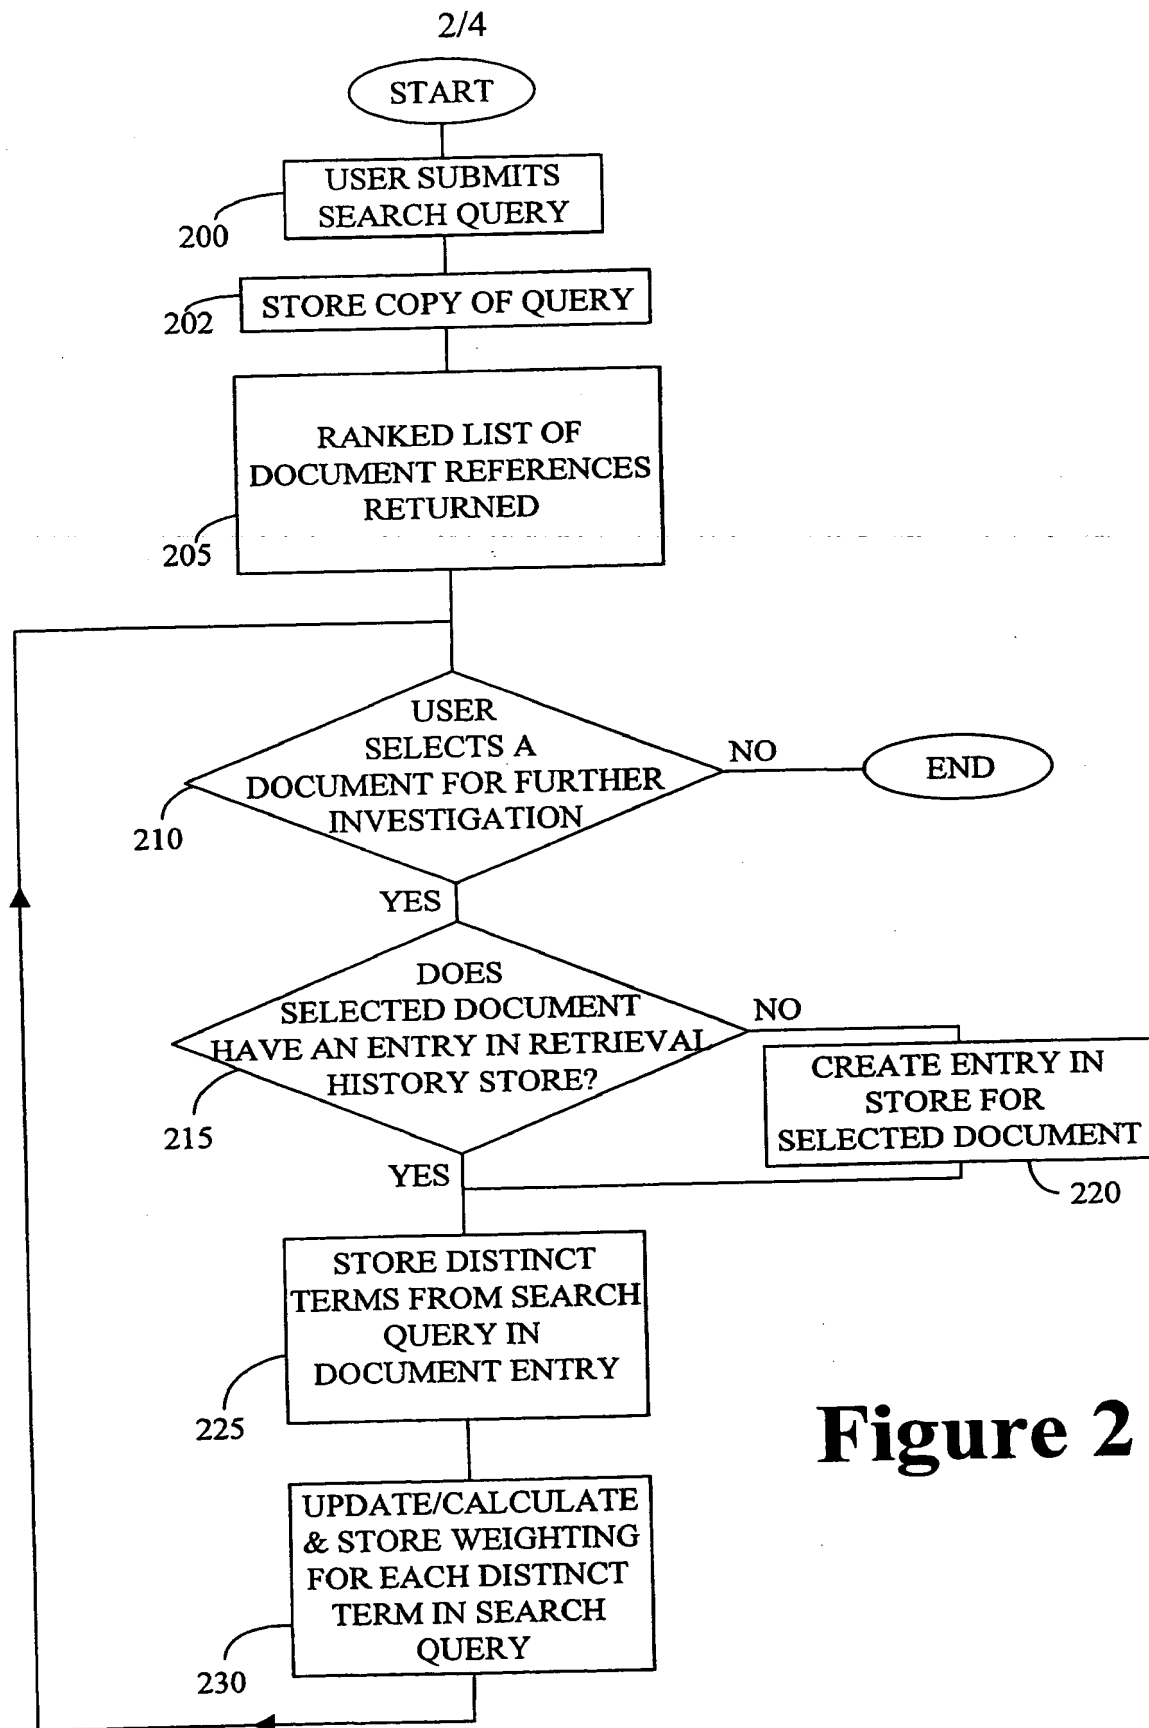 2/4
START
USER SUBMITS
SEARCH QUERY
200
STORE COPY OF QUERY
202
RANKED LIST OF
DOCUMENT REFERENCES
RETURNED
205
USER
SELECTS A
DOCUMENT FOR FURTHER
INVESTIGATION
210
NO
END
YES
DOES
SELECTED DOCUMENT
HAVE AN ENTRY IN RETRIEVAL
HISTORY STORE?
215
NO
CREATE ENTRY IN
STORE FOR
SELECTED DOCUMENT
220
YES
STORE DISTINCT
TERMS FROM SEARCH
QUERY IN
DOCUMENT ENTRY
225
Figure 2
UPDATE/CALCULATE
& STORE WEIGHTING
FOR EACH DISTINCT
TERM IN SEARCH
QUERY
230